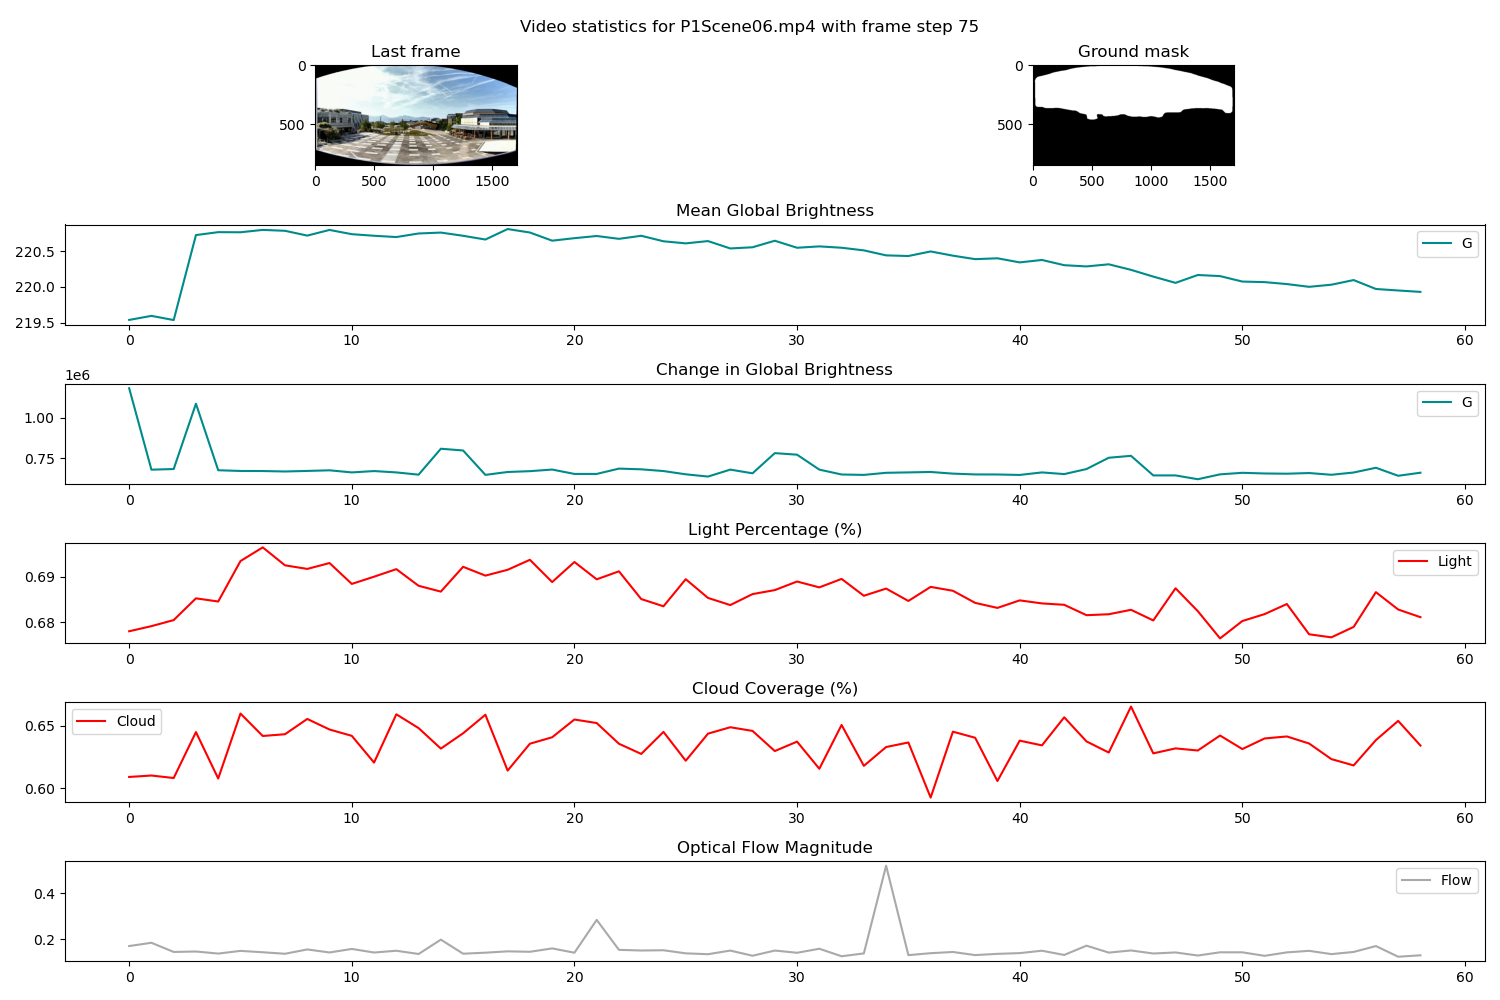 Video statistics for P1Scene06.mp4 with frame step 75
Last frame
Ground mask
0
500
0
500
0 500 1000 1500
0 500 1000 1500
Mean Global Brightness
220.5
220.0
219.5
G
0 10 20 30 40 50 60
Change in Global Brightness
1e6
1.00
0.75
G
0 10 20 30 40 50 60
Light Percentage (%)
0.69
0.68
Light
0 10 20 30 40 50 60
Cloud Coverage (%)
0.65
0.60
Cloud
0 10 20 30 40 50 60
Optical Flow Magnitude
0.4
0.2
Flow
0 10 20 30 40 50 60